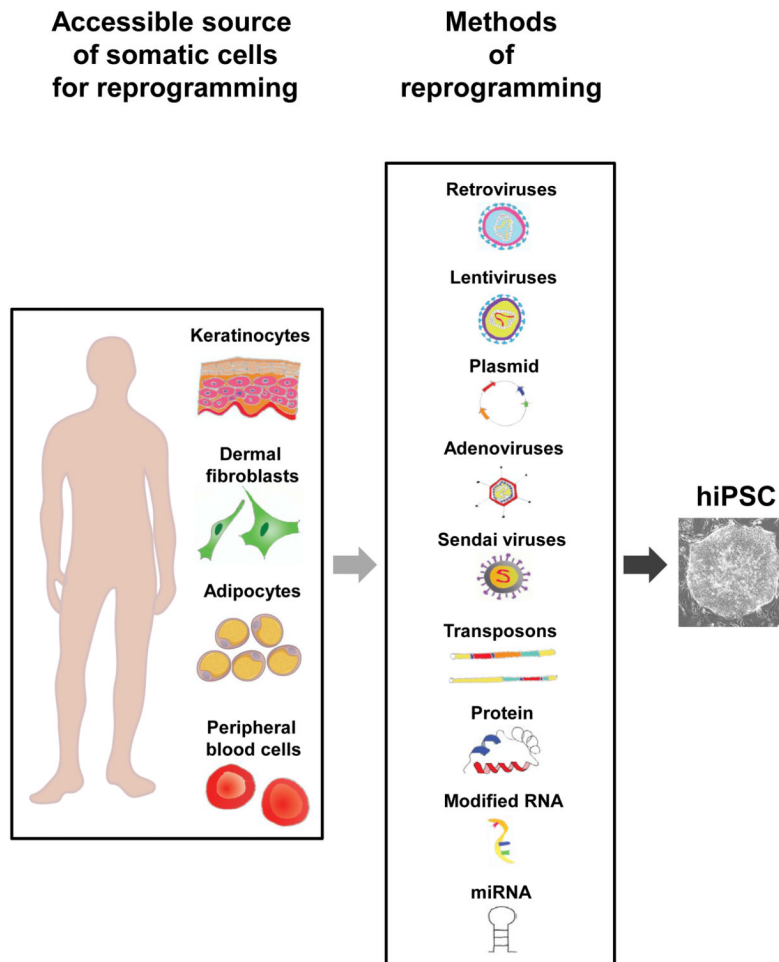 Accessible source
of somatic cells
for reprogramming
Methods
of
reprogramming
Keratinocytes
Dermal
fibroblasts
Adipocytes
Peripheral
blood cells
Retroviruses
Lentiviruses
Plasmid
Adenoviruses
Sendai viruses
Transposons
Protein
Modified RNA
miRNA
hiPSC